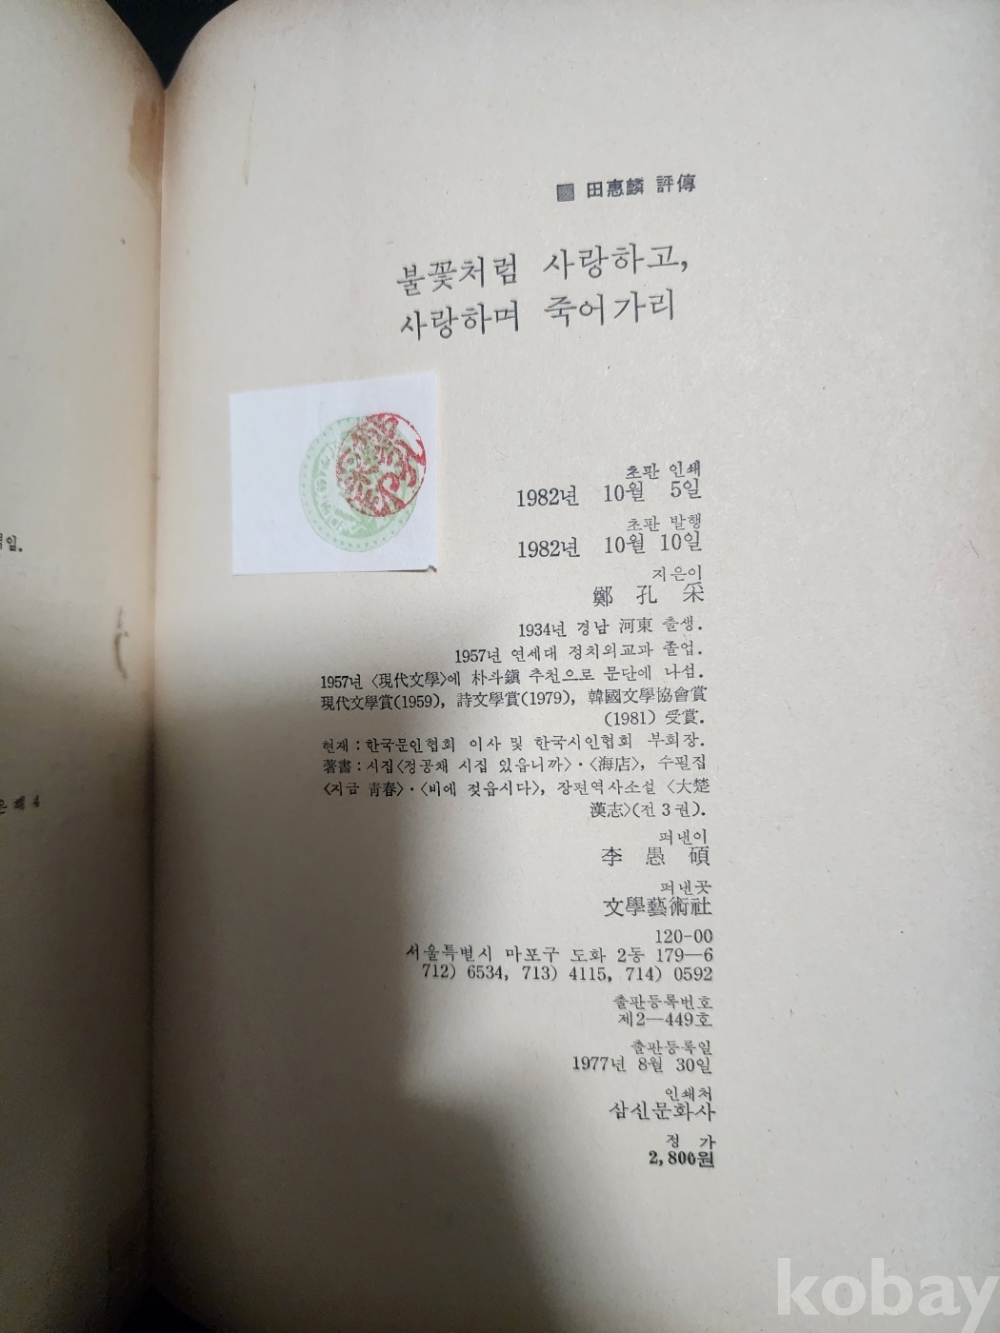 ■ 田惠麟 評傳
불꽃처럼 사랑하고,
사랑하며 죽어가리
초판 인쇄
1982년 10월 5일
초판 발행
1982년 10월 10일
지은이
鄭孔采
1934년 경남 河東 출생.
1957년 연세대 정치외교과 졸업.
1957년 〈現代文學〉에 朴斗鎭 추천으로 문단에 나섬.
現代文學賞(1959), 詩文學賞(1979), 韓國文學協會賞
(1981) 受賞.
현재 : 한국문인협회 이사 및 한국시인협회 부회장.
著書 : 시집〈정공채 시집 있읍니까〉·〈海店〉, 수필집
〈지금 靑春〉·〈비에 젖읍시다〉, 장편역사소설 〈大楚
漢志〉(전 3 권).
펴낸이
李愚碩
펴낸곳
文學藝術社
120-00
서울특별시 마포구 도화 2동 179—6
712) 6534, 713) 4115, 714) 0592
출판등록번호
제2—449호
출판등록일
1977년 8월 30일
인쇄처
삼신문화사
정 가
2,800원
kobay